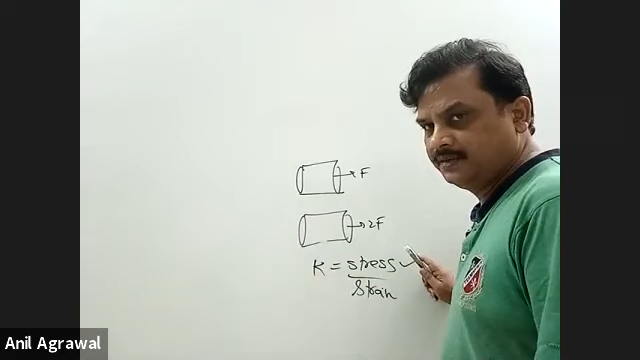 F
2F
K = stress
strain
Anil Agrawal